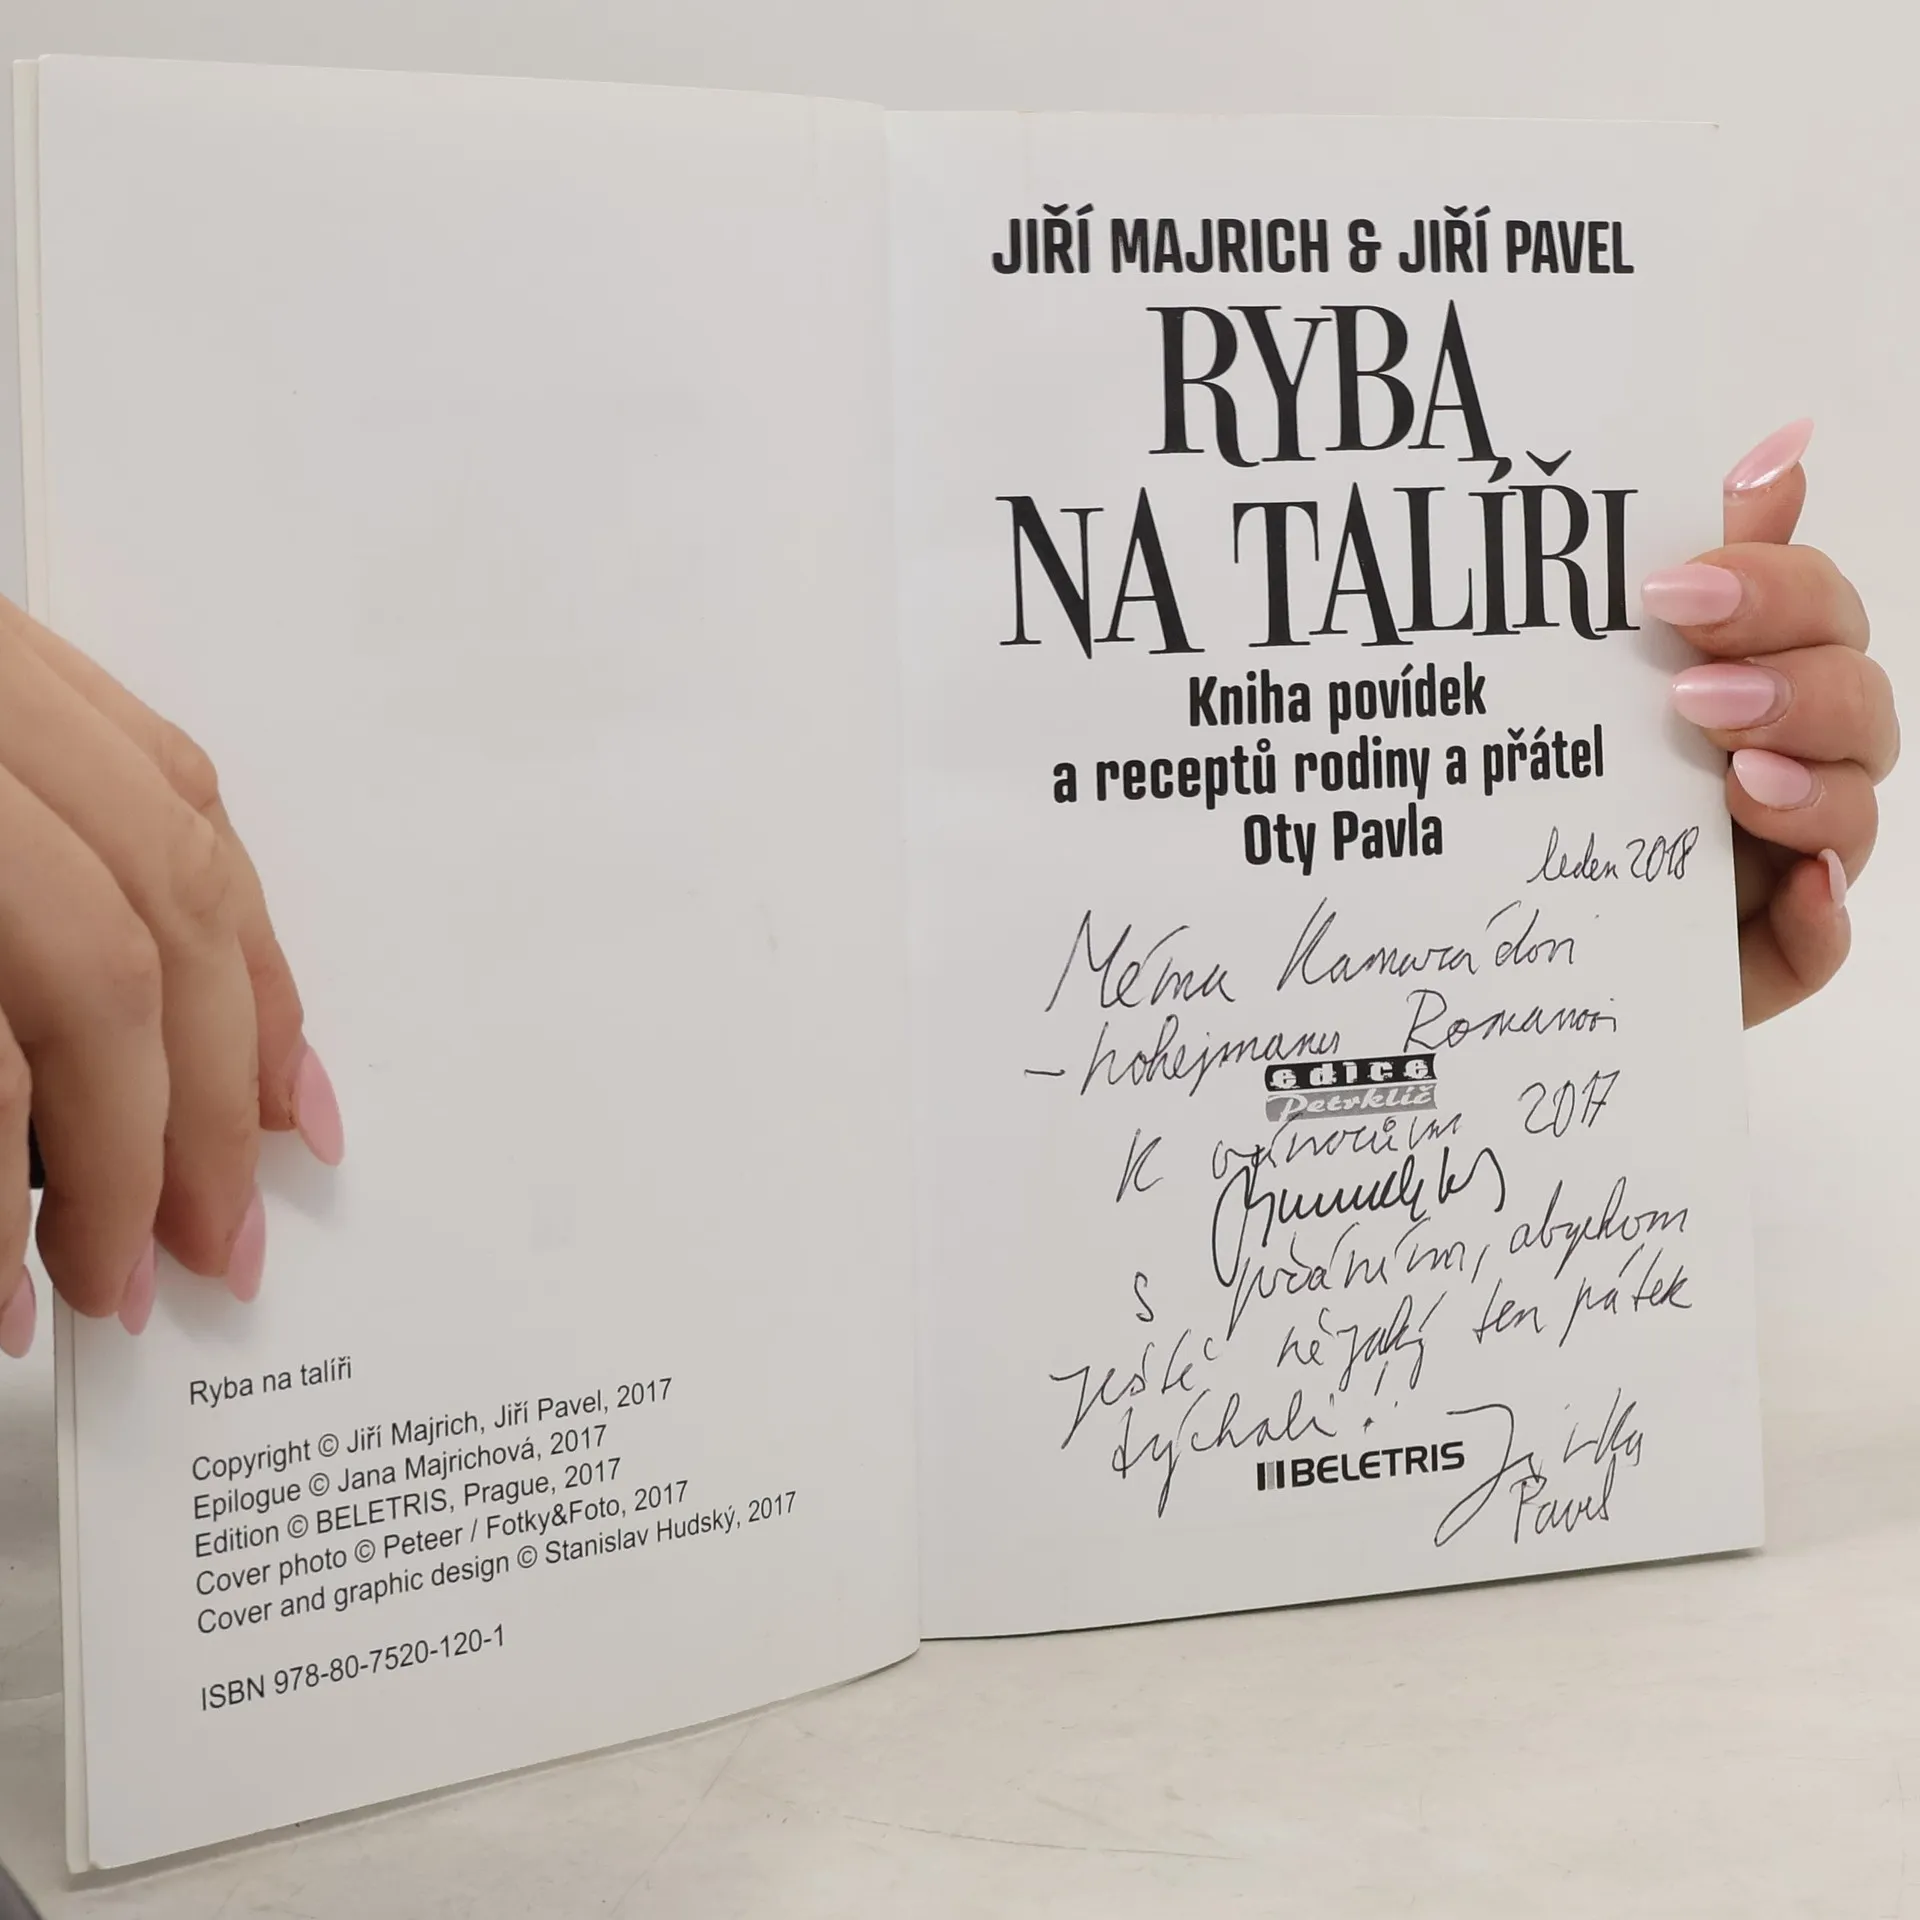 Ryba na talíři
Copyright © Jiří Majrich, Jiří Pavel, 2017
Epilogue © Jana Majrichová, 2017
Edition © BELETRIS, Prague, 2017
Cover photo © Peteer / Fotky&Foto, 2017
Cover and graphic design © Stanislav Hudský, 2017
ISBN 978-80-7520-120-1
JIŘÍ MAJRICH & JIŘÍ PAVEL
RYBA
NA TALÍŘI
Kniha povídek
a receptů rodiny a přátel
Oty Pavla
leden 2018
Mému Kamarádovi
– hohejmanu Romanovi
edice
Petrklíč
K vánocům 2017
s přáním, abychom
ještě nějaký ten pátek
dýchali!
BELETRIS
Jirka
Pavel